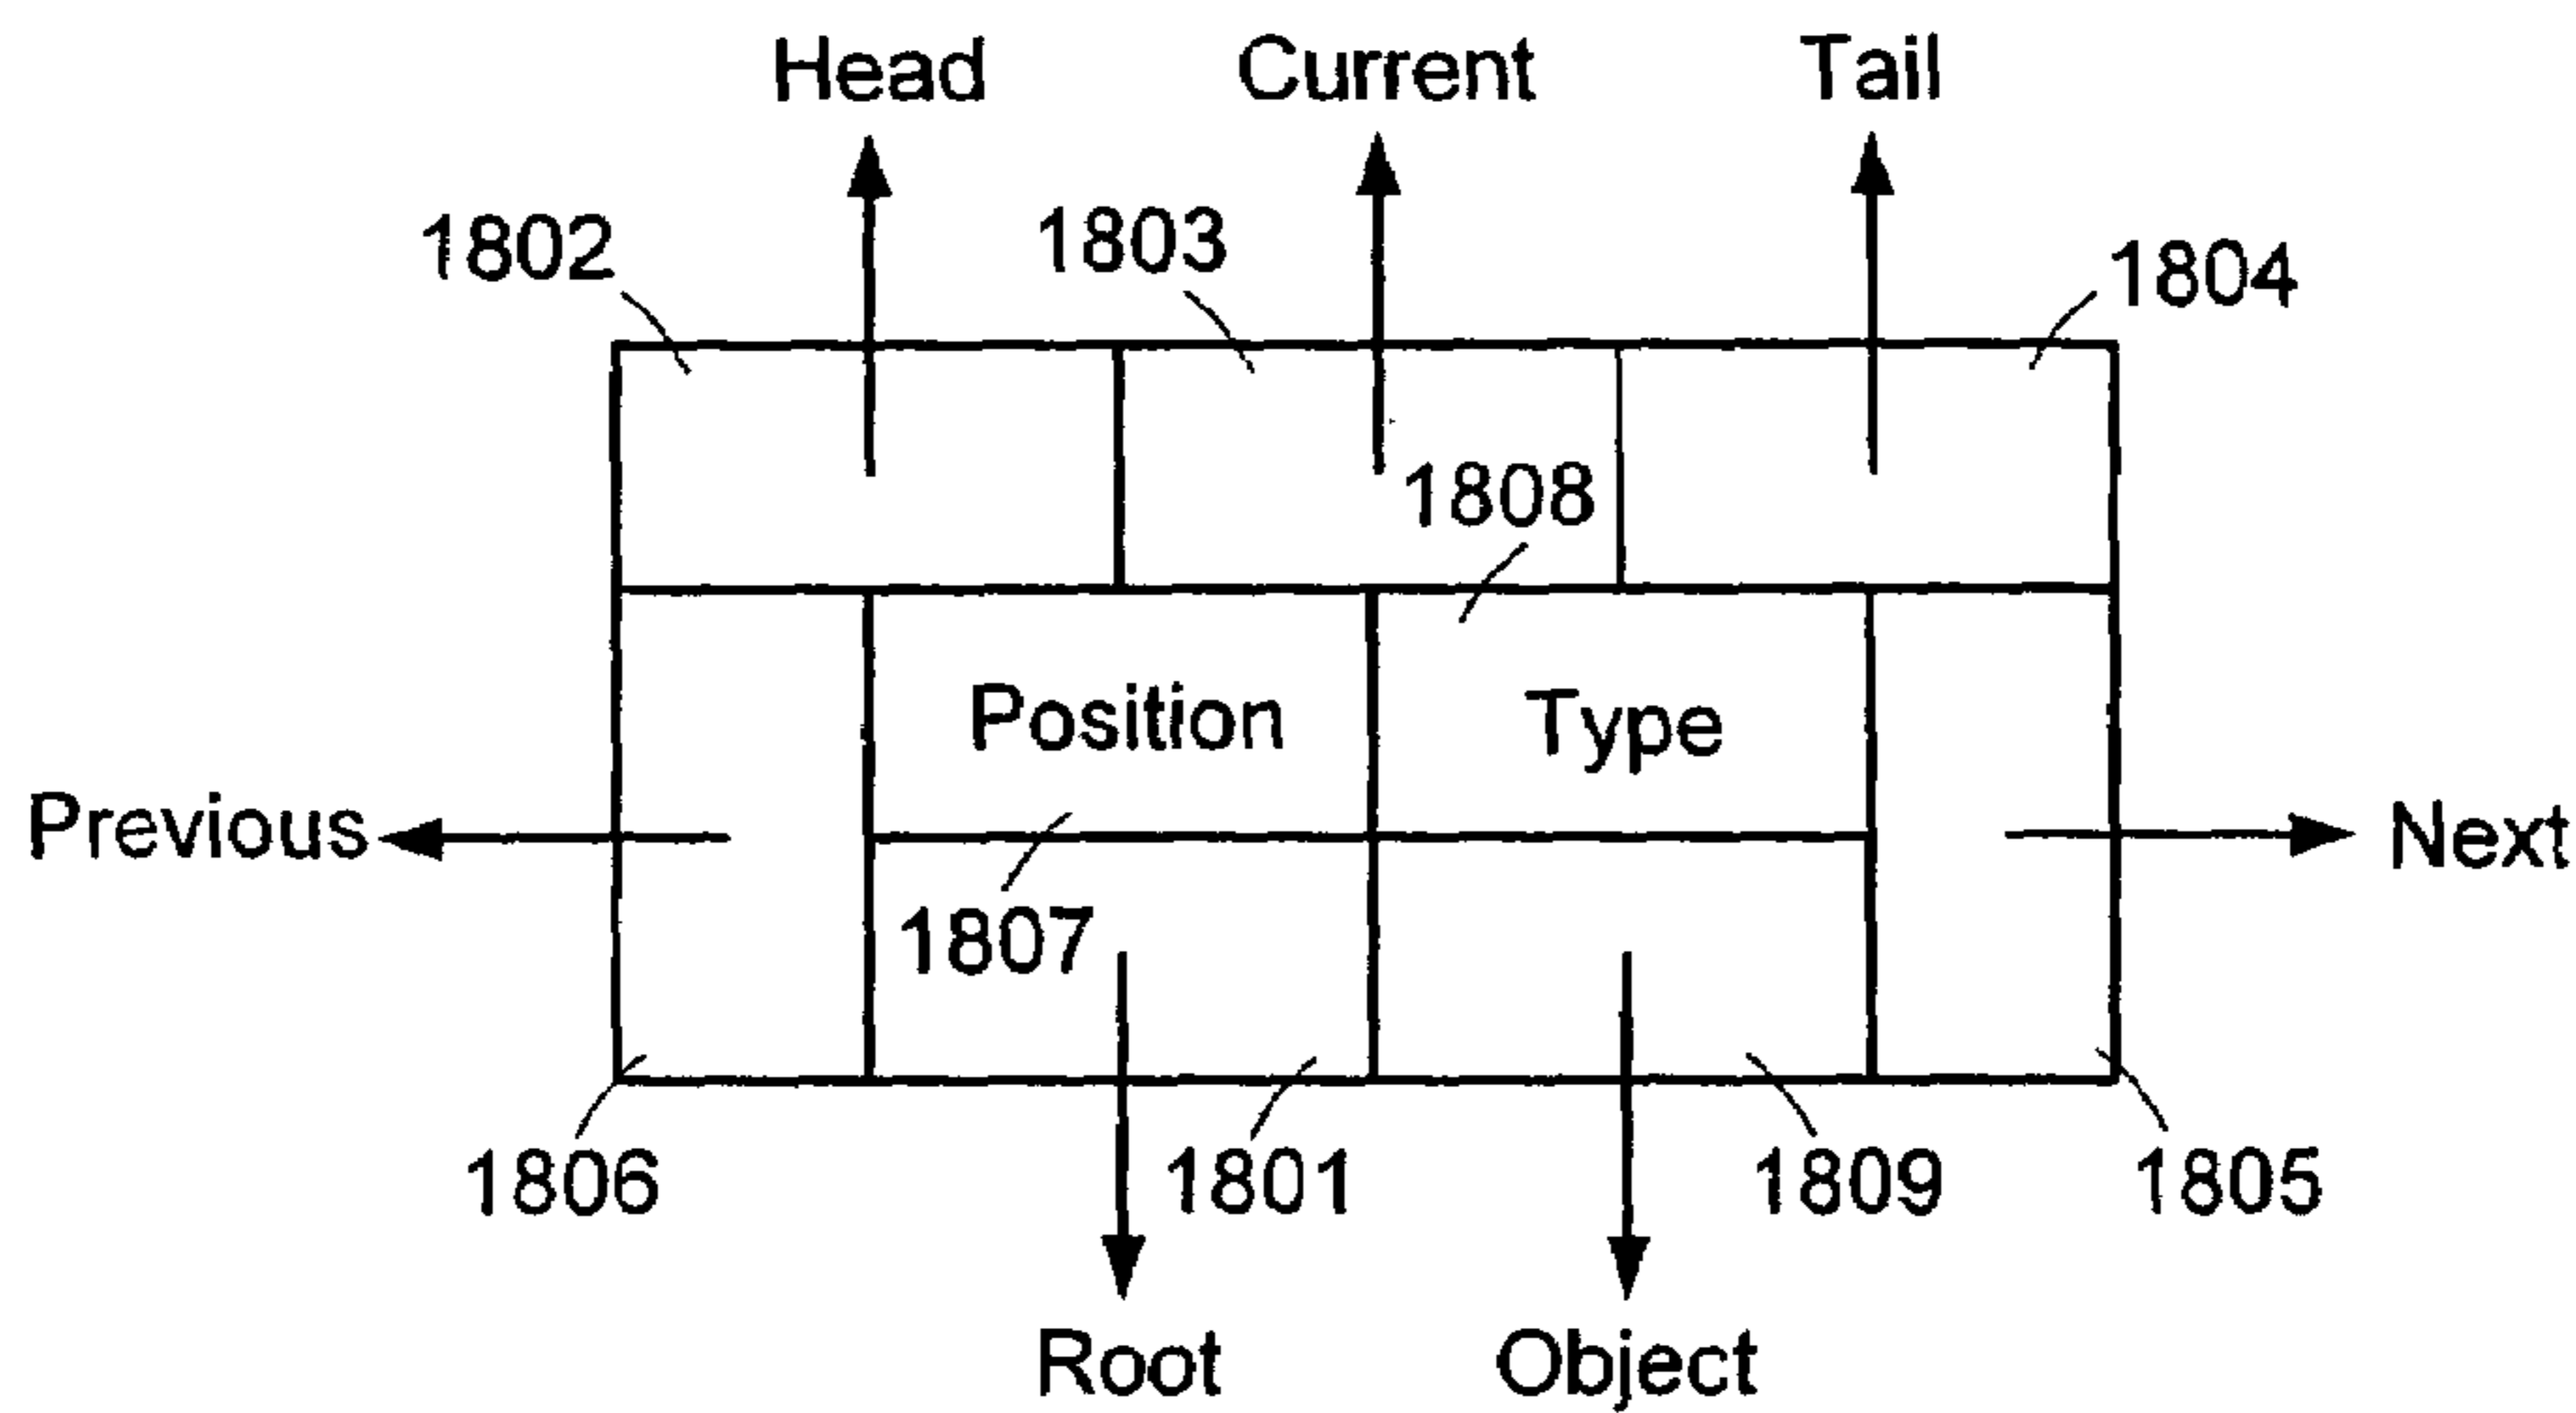 Head Current Tail
1802 1803 1804
1808
Position Type
Previous Next
1807
1806 1801 1809 1805
Root Object